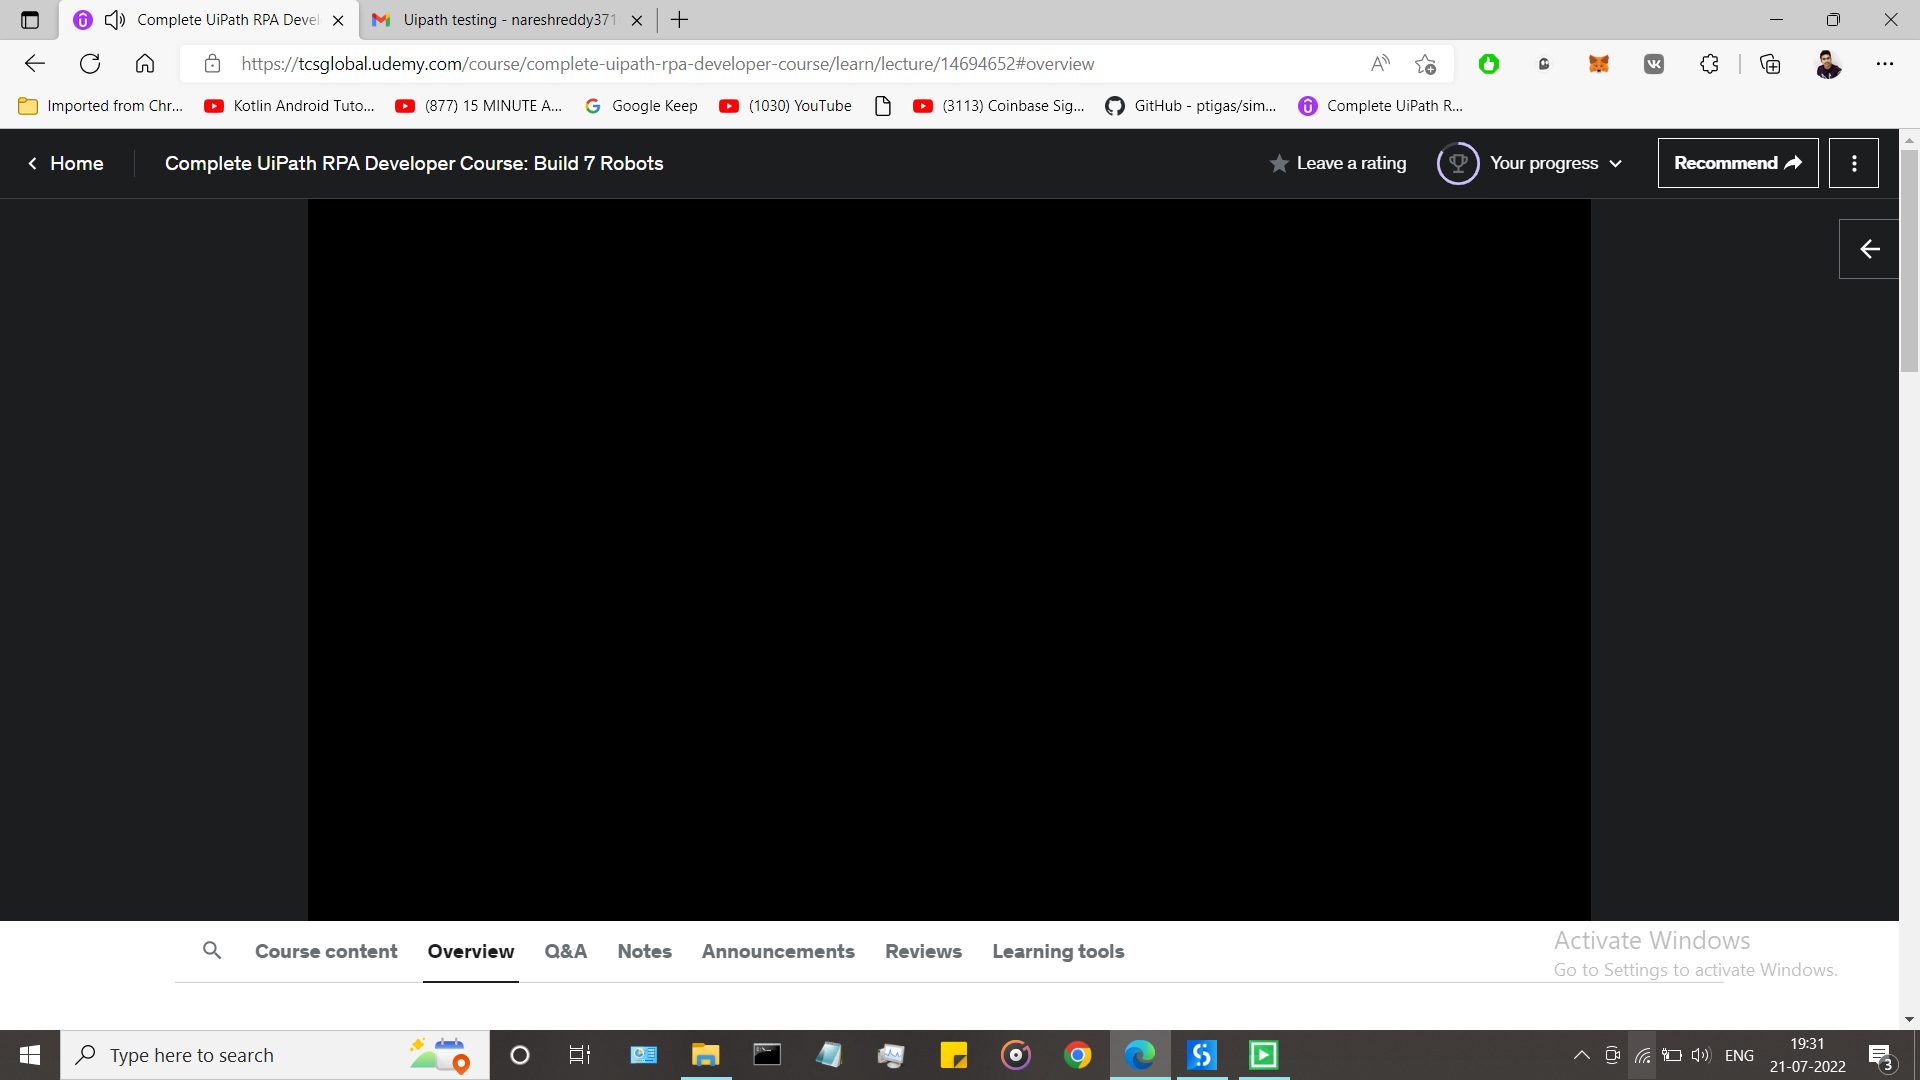 Complete UiPath RPA Devel
Uipath testing - nareshreddy371
https://tcsglobal.udemy.com/course/complete-uipath-rpa-developer-course/learn/lecture/14694652#overview
Imported from Chr...
Kotlin Android Tuto...
(877) 15 MINUTE A...
Google Keep
(1030) YouTube
(3113) Coinbase Sig...
GitHub - ptigas/sim...
Complete UiPath R...
Home
Complete UiPath RPA Developer Course: Build 7 Robots
Leave a rating
Your progress
Recommend
Course content
Overview
Q&A
Notes
Announcements
Reviews
Learning tools
Activate Windows
Go to Settings to activate Windows.
Type here to search
ENG
19:31
21-07-2022
3